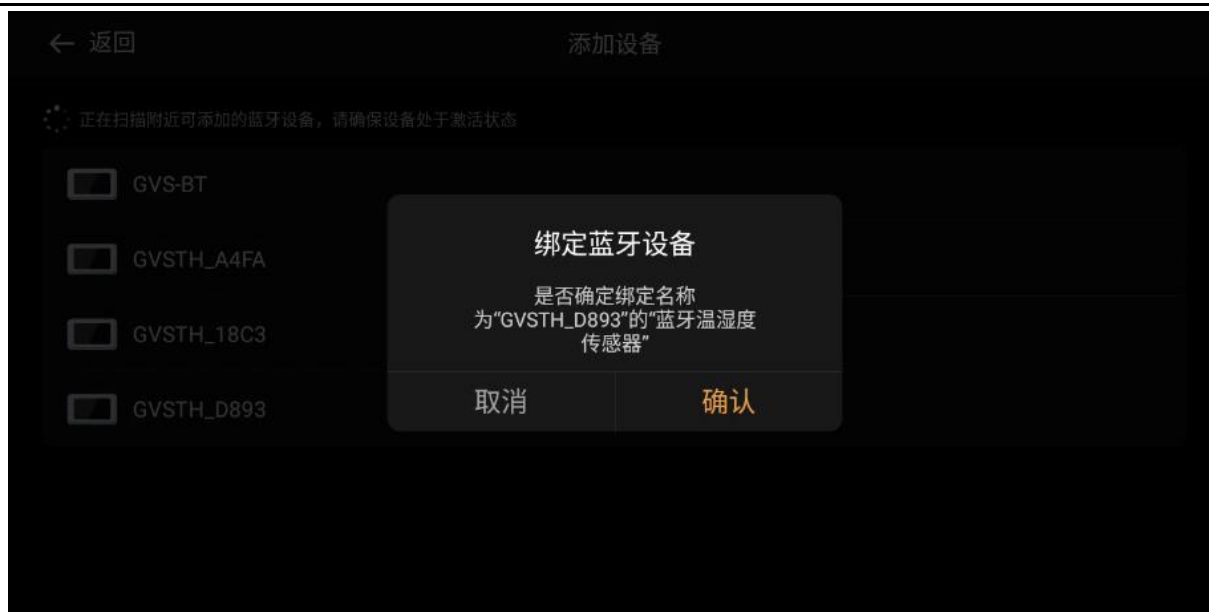 返回
添加设备
正在扫描附近可添加的蓝牙设备，请确保设备处于激活状态
GVS-BT
GVSTH_A4FA
GVSTH_18C3
GVSTH_D893
绑定蓝牙设备
是否确定绑定名称
为“GVSTH_D893”的“蓝牙温湿度
传感器”
取消
确认